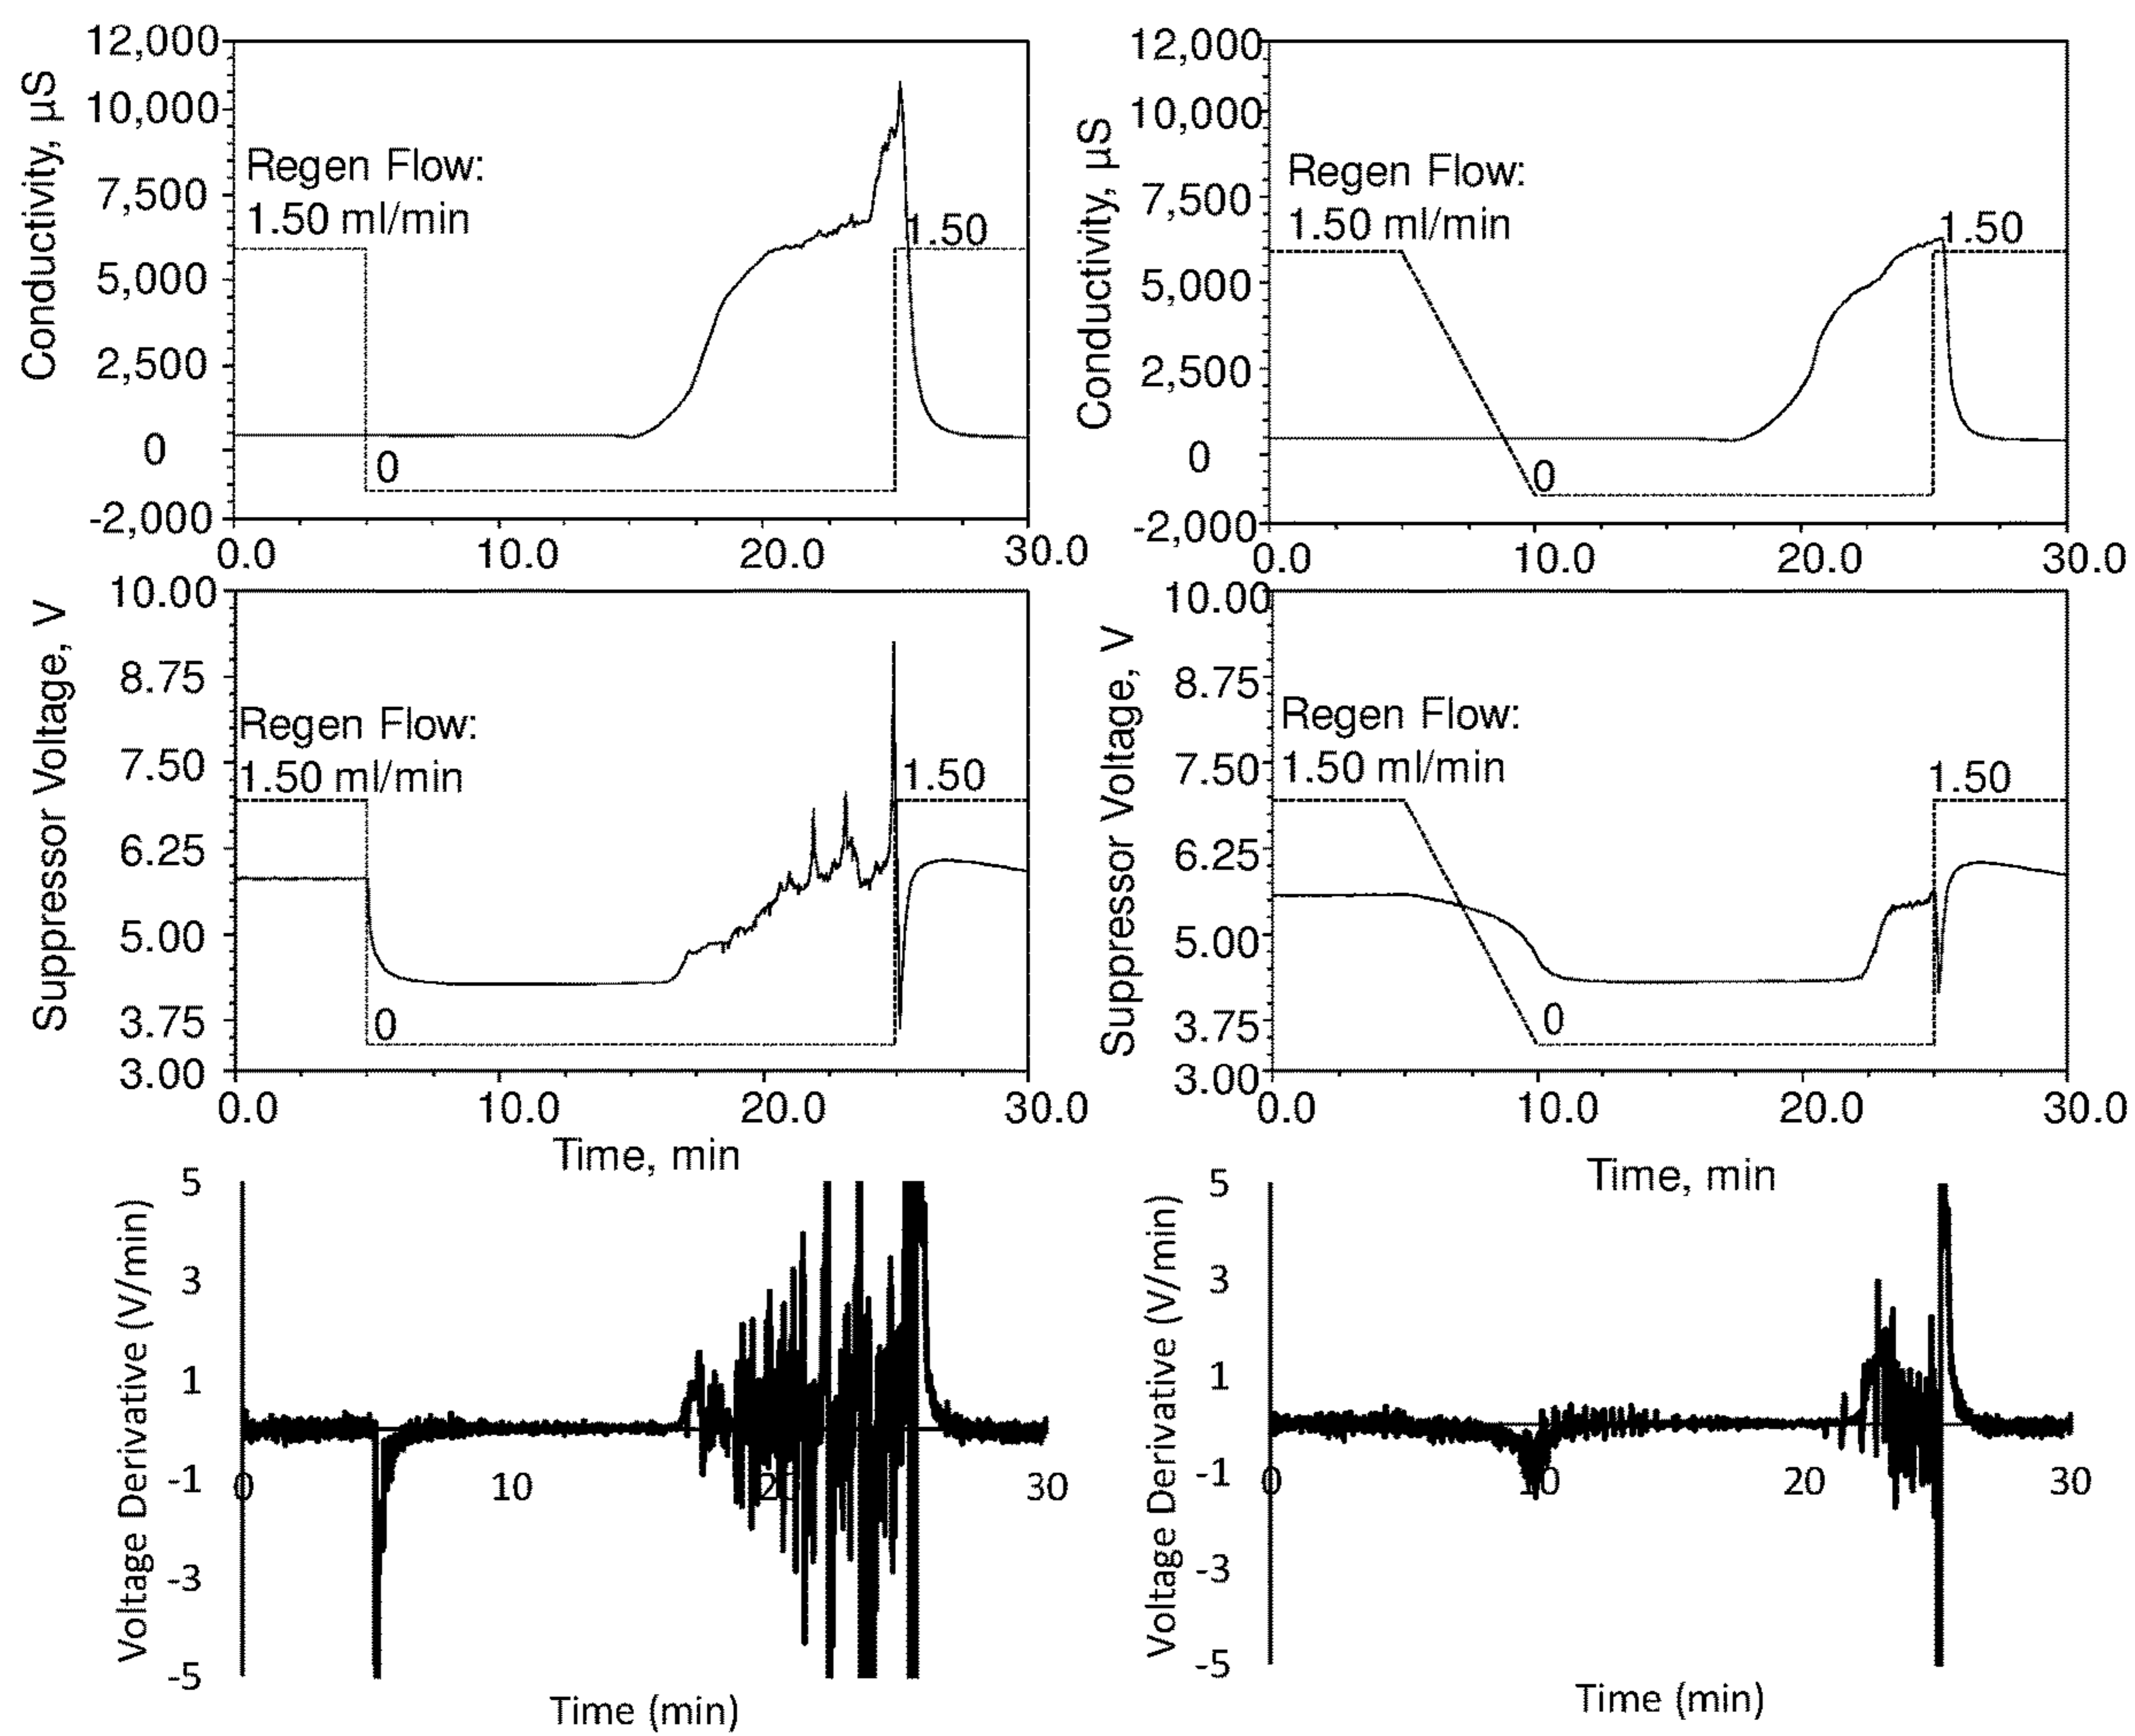 Conductivity, µS
12,000
10,000
7,500
5,000
2,500
0
-2,000
Regen Flow:
1.50 ml/min
0
1.50
0.0 10.0 20.0 30.0
Conductivity, µS
12,000
10,000
7,500
5,000
2,500
0
-2,000
Regen Flow:
1.50 ml/min
0
1.50
0.0 10.0 20.0 30.0
Suppressor Voltage, V
10.00
8.75
7.50
6.25
5.00
3.75
3.00
Regen Flow:
1.50 ml/min
0
1.50
0.0 10.0 20.0 30.0
Time, min
Suppressor Voltage, V
10.00
8.75
7.50
6.25
5.00
3.75
3.00
Regen Flow:
1.50 ml/min
0
1.50
0.0 10.0 20.0 30.0
Time, min
Voltage Derivative (V/min)
5
3
1
-1
-3
-5
0 10 20 30
Time (min)
Voltage Derivative (V/min)
5
3
1
-1
-3
-5
0 10 20 30
Time (min)